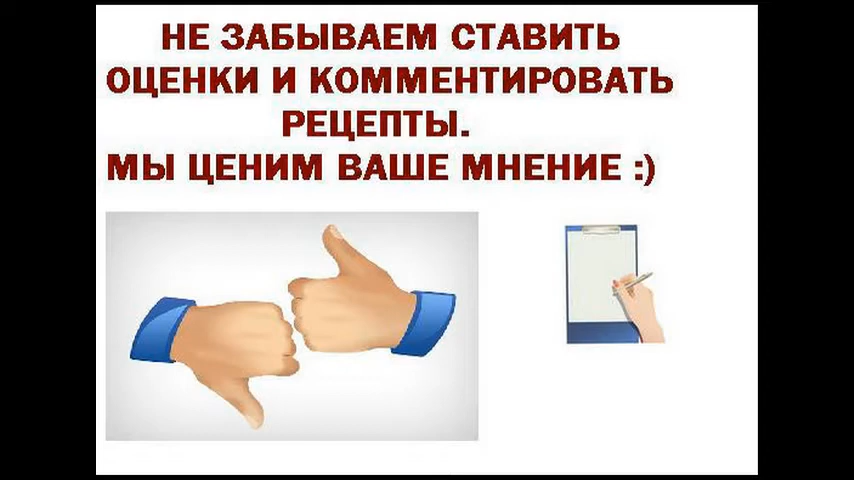 НЕ ЗАБЫВАЕМ СТАВИТЬ
ОЦЕНКИ И КОММЕНТИРОВАТЬ
РЕЦЕПТЫ.
МЫ ЦЕНИМ ВАШЕ МНЕНИЕ :)